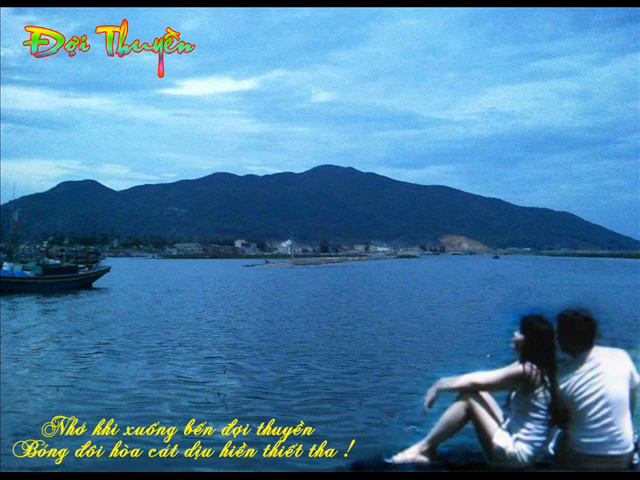 Đợi Thuyền
Nhớ khi xuống bến đợi thuyền
Bóng đôi hòa cát dịu hiền thiết tha !